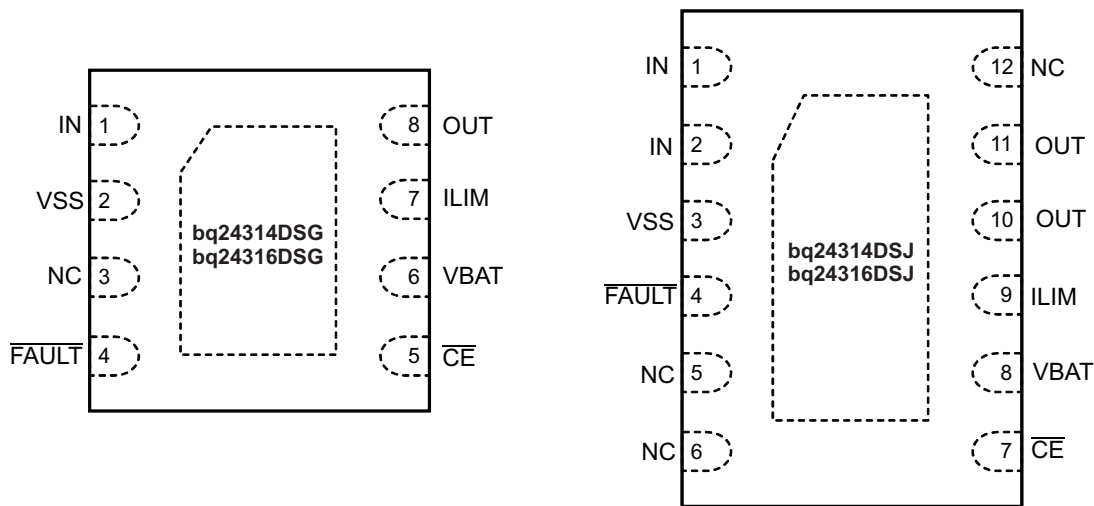 IN 1
8 OUT
VSS 2
7 ILIM
bq24314DSG
bq24316DSG
NC 3
6 VBAT
FAULT 4
5 CE
IN 1
12 NC
IN 2
11 OUT
VSS 3
10 OUT
bq24314DSJ
bq24316DSJ
FAULT 4
9 ILIM
NC 5
8 VBAT
NC 6
7 CE